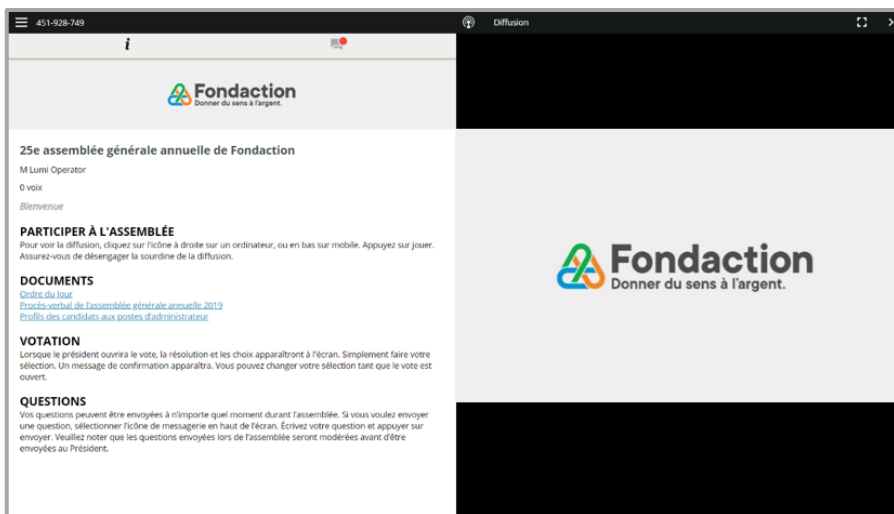 451-928-749
Diffusion
i
Fondaction
Donner du sens à l'argent.
25e assemblée générale annuelle de Fondaction
M Lumi Operator
0 voix
Bienvenue
PARTICIPER À L'ASSEMBLÉE
Pour voir la diffusion, cliquez sur l'icône à droite sur un ordinateur, ou en bas sur mobile. Appuyez sur jouer.
Assurez-vous de désengager la sourdine de la diffusion.
DOCUMENTS
Ordre du Jour
Procès-verbal de l'assemblée générale annuelle 2019
Profils des candidats aux postes d'administrateur
VOTATION
Lorsque le président ouvrira le vote, la résolution et les choix apparaîtront à l'écran. Simplement faire votre
sélection. Un message de confirmation apparaîtra. Vous pouvez changer votre sélection tant que le vote est
ouvert.
QUESTIONS
Vos questions peuvent être envoyées à n'importe quel moment durant l'assemblée. Si vous voulez envoyer
une question, sélectionner l'icône de messagerie en haut de l'écran. Écrivez votre question et appuyer sur
envoyer. Veuillez noter que les questions envoyées lors de l'assemblée seront modérées avant d'être
envoyées au Président.
Fondaction
Donner du sens à l'argent.